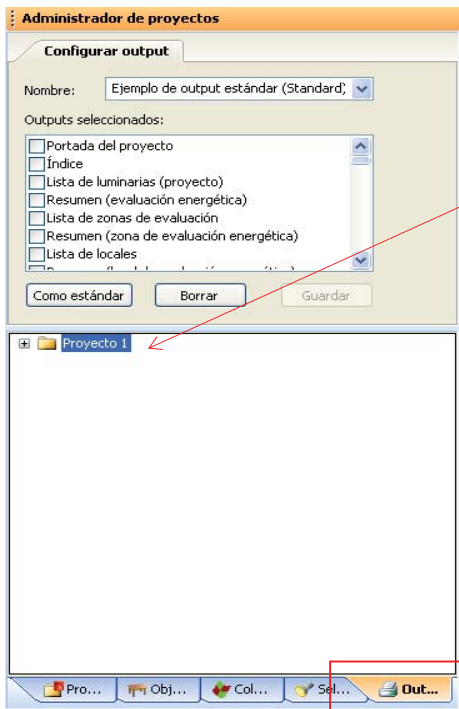 Administrador de proyectos
Configurar output
Nombre: Ejemplo de output estándar (Standard)
Outputs seleccionados:
Portada del proyecto
Índice
Lista de luminarias (proyecto)
Resumen (evaluación energética)
Lista de zonas de evaluación
Resumen (zona de evaluación energética)
Lista de locales
Como estándar Borrar Guardar
Proyecto 1
Pro... Obj... Col... Sel... Out...